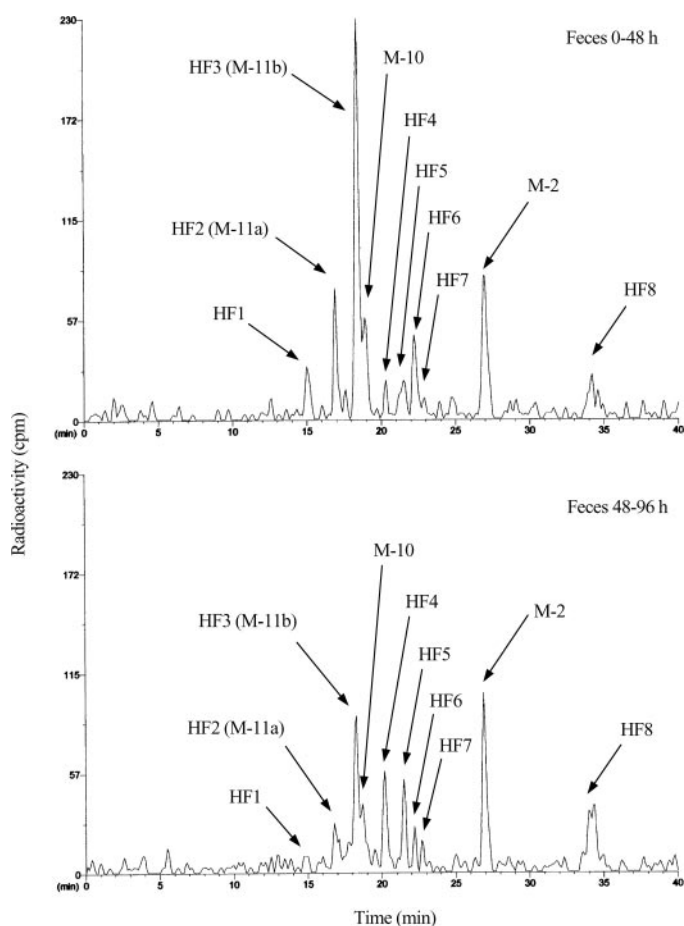 230
Feces 0-48 h
M-10
HF3 (M-11b)
172
HF4
HF5
M-2
HF6
115
HF2 (M-11a)
HF7
HF8
HF1
57
0
(min) 0 5 10 15 20 25 30 35 40
Radioactivity (cpm)
230
Feces 48-96 h
M-10
172
HF4
HF3 (M-11b)
M-2
HF5
115
HF6
HF2 (M-11a)
HF8
HF7
HF1
57
0
(min) 0 5 10 15 20 25 30 35 40
Time (min)